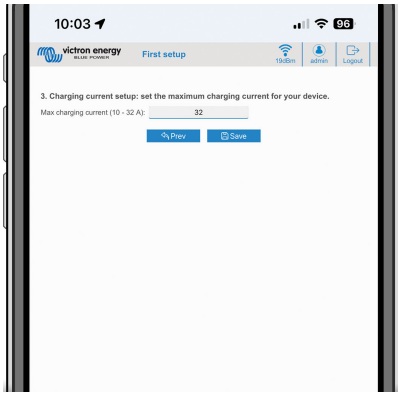 10:03
96
victron energy
BLUE POWER
First setup
19dBm
admin
Logout
3. Charging current setup: set the maximum charging current for your device.
Max charging current (10 - 32 A):
32
Prev
Save